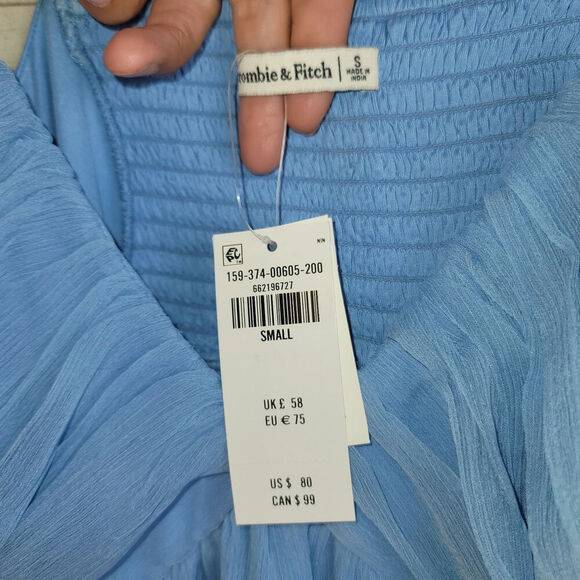 rombie & Fitch
S
MADE IN
INDIA
N/N
159-374-00605-200
662196727
SMALL
UK £ 58
EU € 75
US $ 80
CAN $ 99